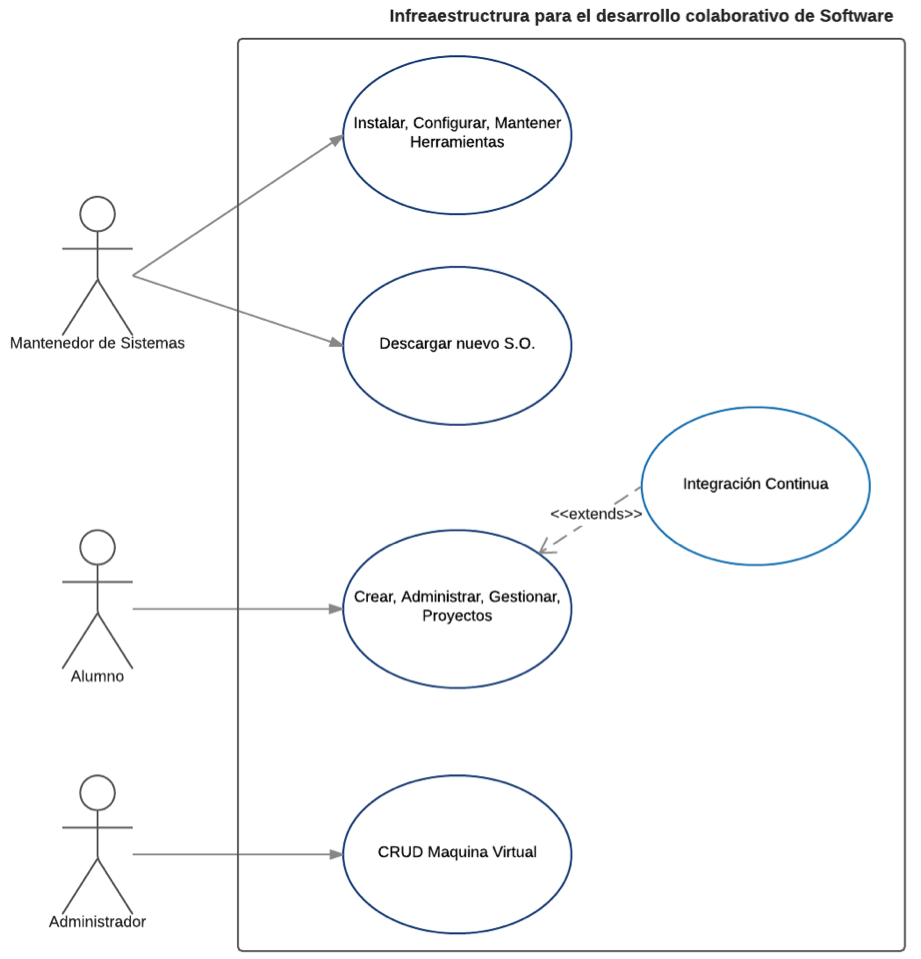 Infreaestructrura para el desarrollo colaborativo de Software
Instalar, Configurar, Mantener
Herramientas
Mantenedor de Sistemas
Descargar nuevo S.O.
Integración Continua
<<extends>>
Crear, Administrar, Gestionar,
Proyectos
Alumno
CRUD Maquina Virtual
Administrador